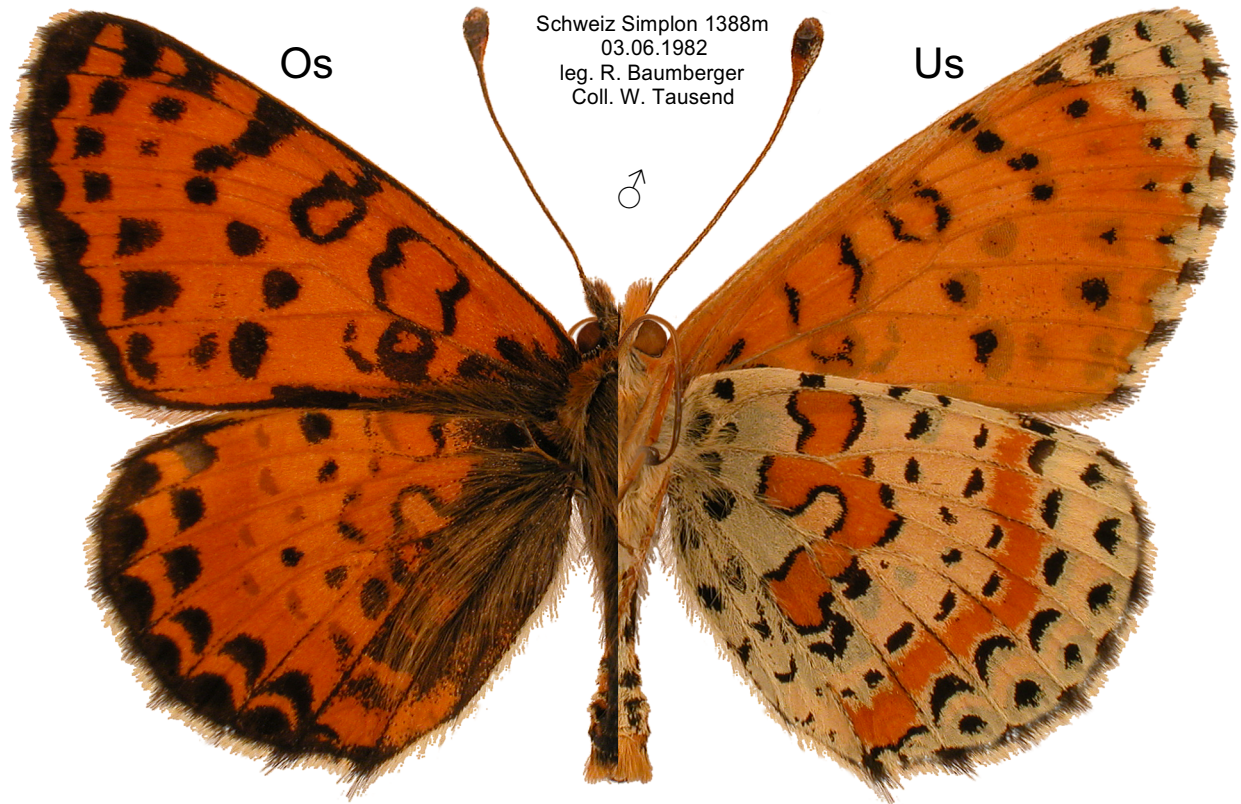 Schweiz Simplon 1388m
03.06.1982
leg. R. Baumberger
Coll. W. Tausend
Os
Us
♂